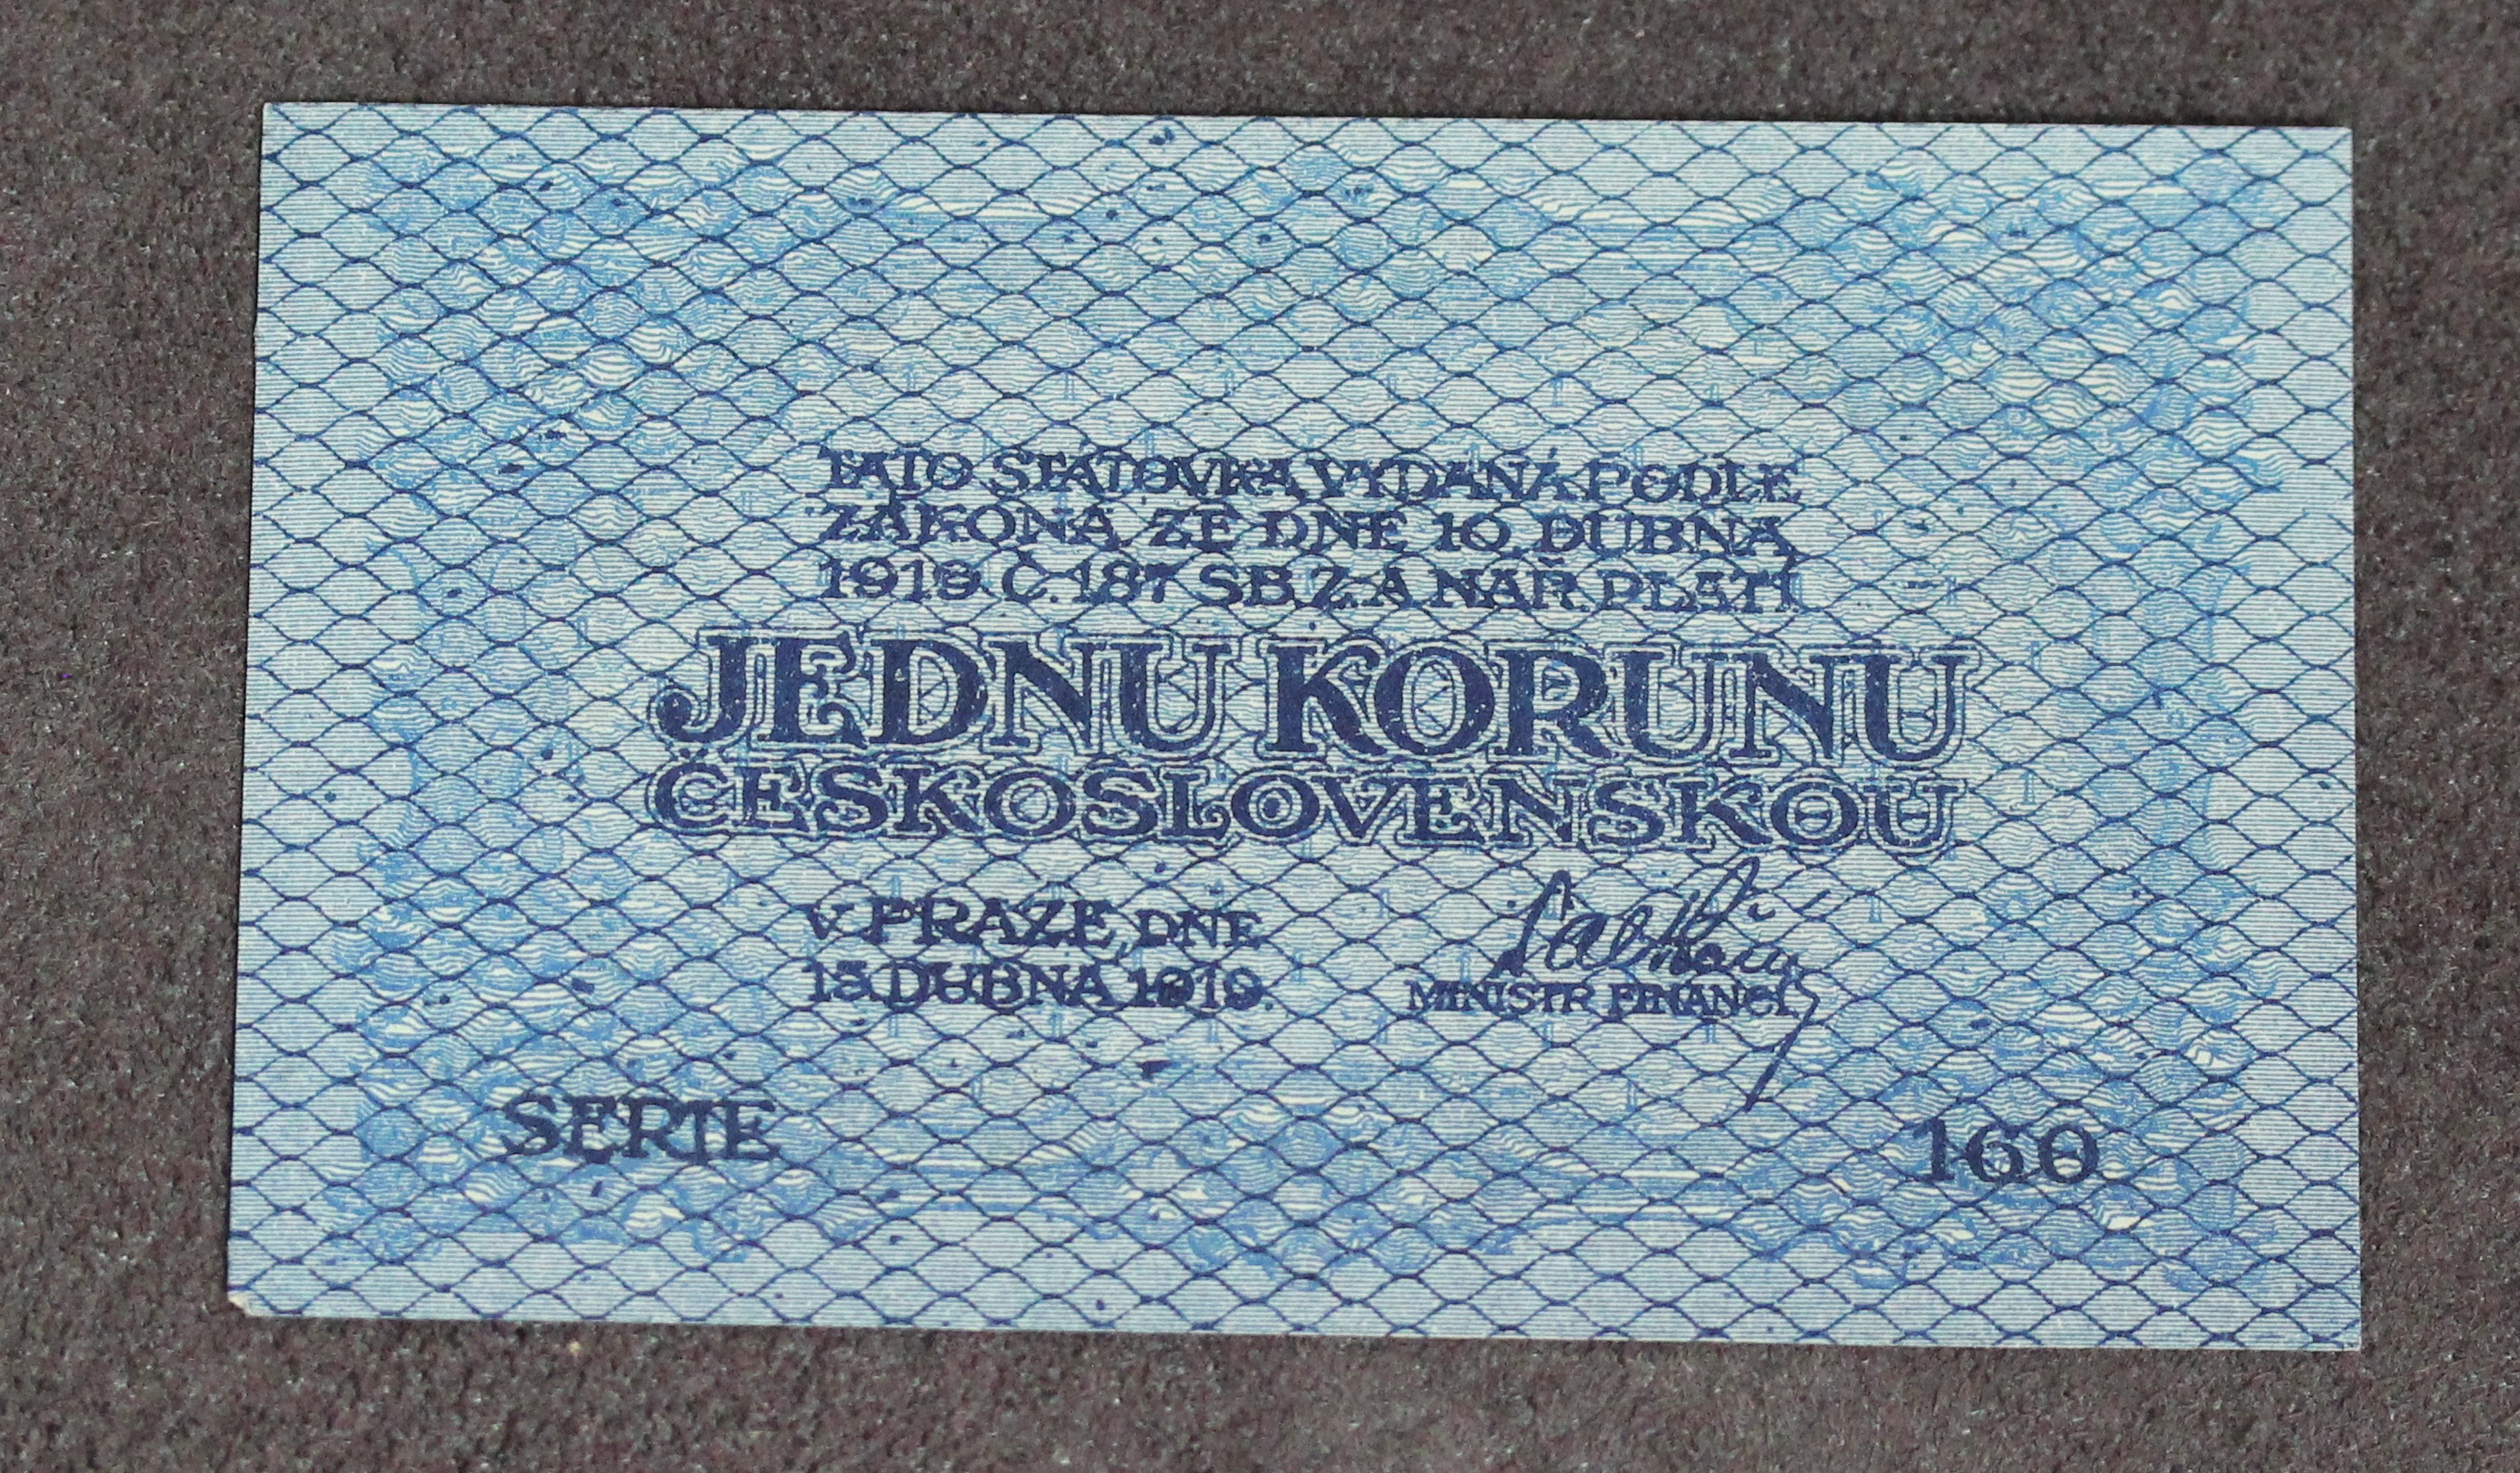 TATO STÁTOVKA VYDANÁ PODLE
ZÁKONA ZE DNE 10. DUBNA
1919 Č. 187 SB. Z. A NAŘ. PLATÍ
JEDNU KORUNU
ČESKOSLOVENSKOU
V PRAZE, DNE
15. DUBNA 1919.
MINISTR FINANCÍ
SERIE
160